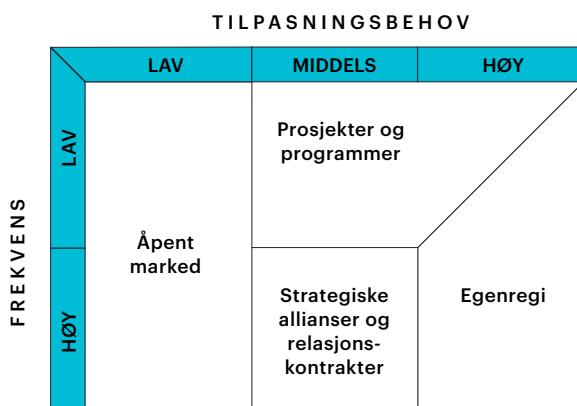 TILPASNINGSBEHOV
LAV
MIDDELS
HØY
FREKVENS
LAV
HØY
Prosjekter og
programmer
Åpent
marked
Strategiske
allianser og
relasjons-
kontrakter
Egenregi